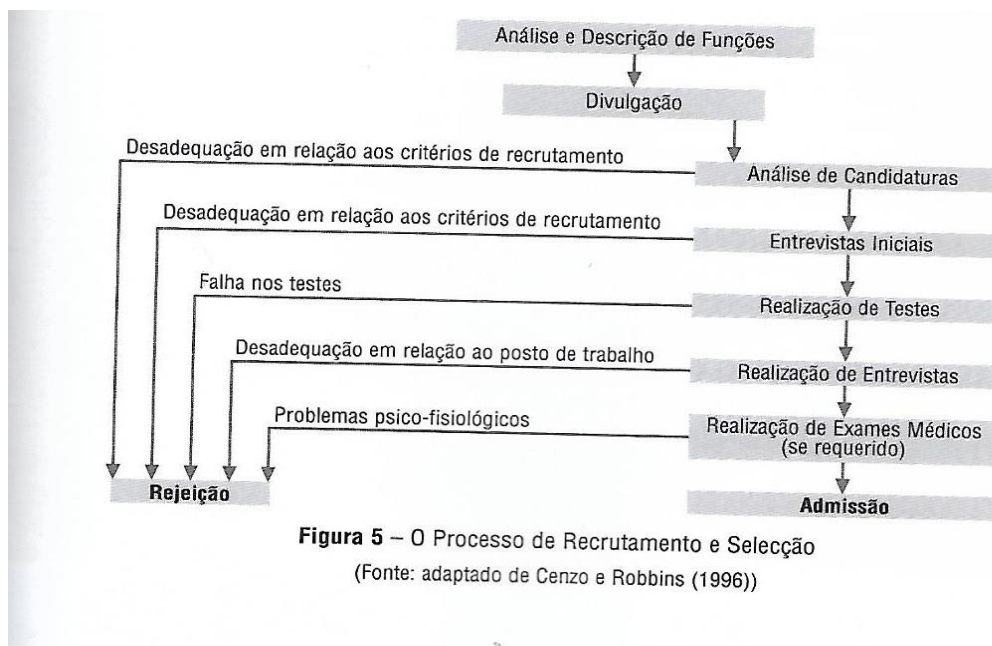 Análise e Descrição de Funções
Divulgação
Desadequação em relação aos critérios de recrutamento
Análise de Candidaturas
Desadequação em relação aos critérios de recrutamento
Entrevistas Iniciais
Falha nos testes
Realização de Testes
Desadequação em relação ao posto de trabalho
Realização de Entrevistas
Problemas psico-fisiológicos
Realização de Exames Médicos
(se requerido)
Rejeição
Admissão
Figura 5 – O Processo de Recrutamento e Selecção
(Fonte: adaptado de Cenzo e Robbins (1996))